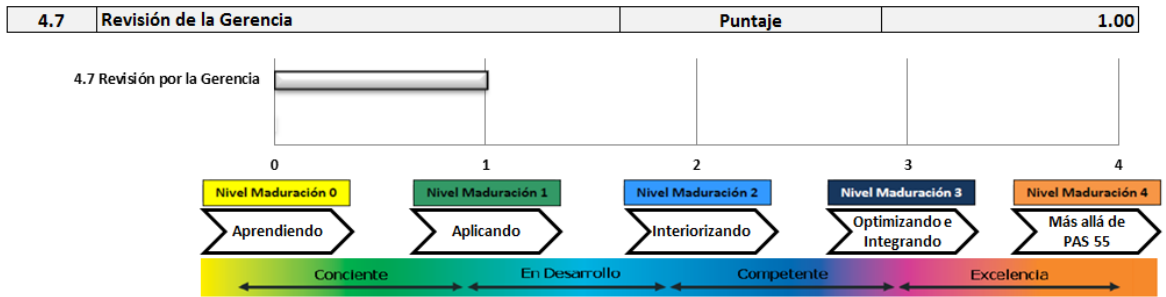 4.7 Revisión de la Gerencia Puntaje 1.00
4.7 Revisión por la Gerencia
0 1 2 3 4
Nivel Maduración 0 Nivel Maduración 1 Nivel Maduración 2 Nivel Maduración 3 Nivel Maduración 4
Aprendiendo Aplicando Interiorizando Optimizando e Integrando Más allá de PAS 55
Conciente En Desarrollo Competente Excelencia